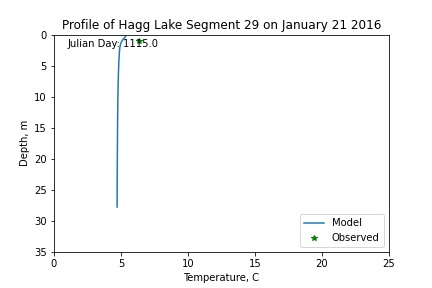 Profile of Hagg Lake Segment 29 on January 21 2016
Julian Day: 1115.0
0
5
10
15
20
25
30
35
Depth, m
0
5
10
15
20
25
Temperature, C
Model
Observed